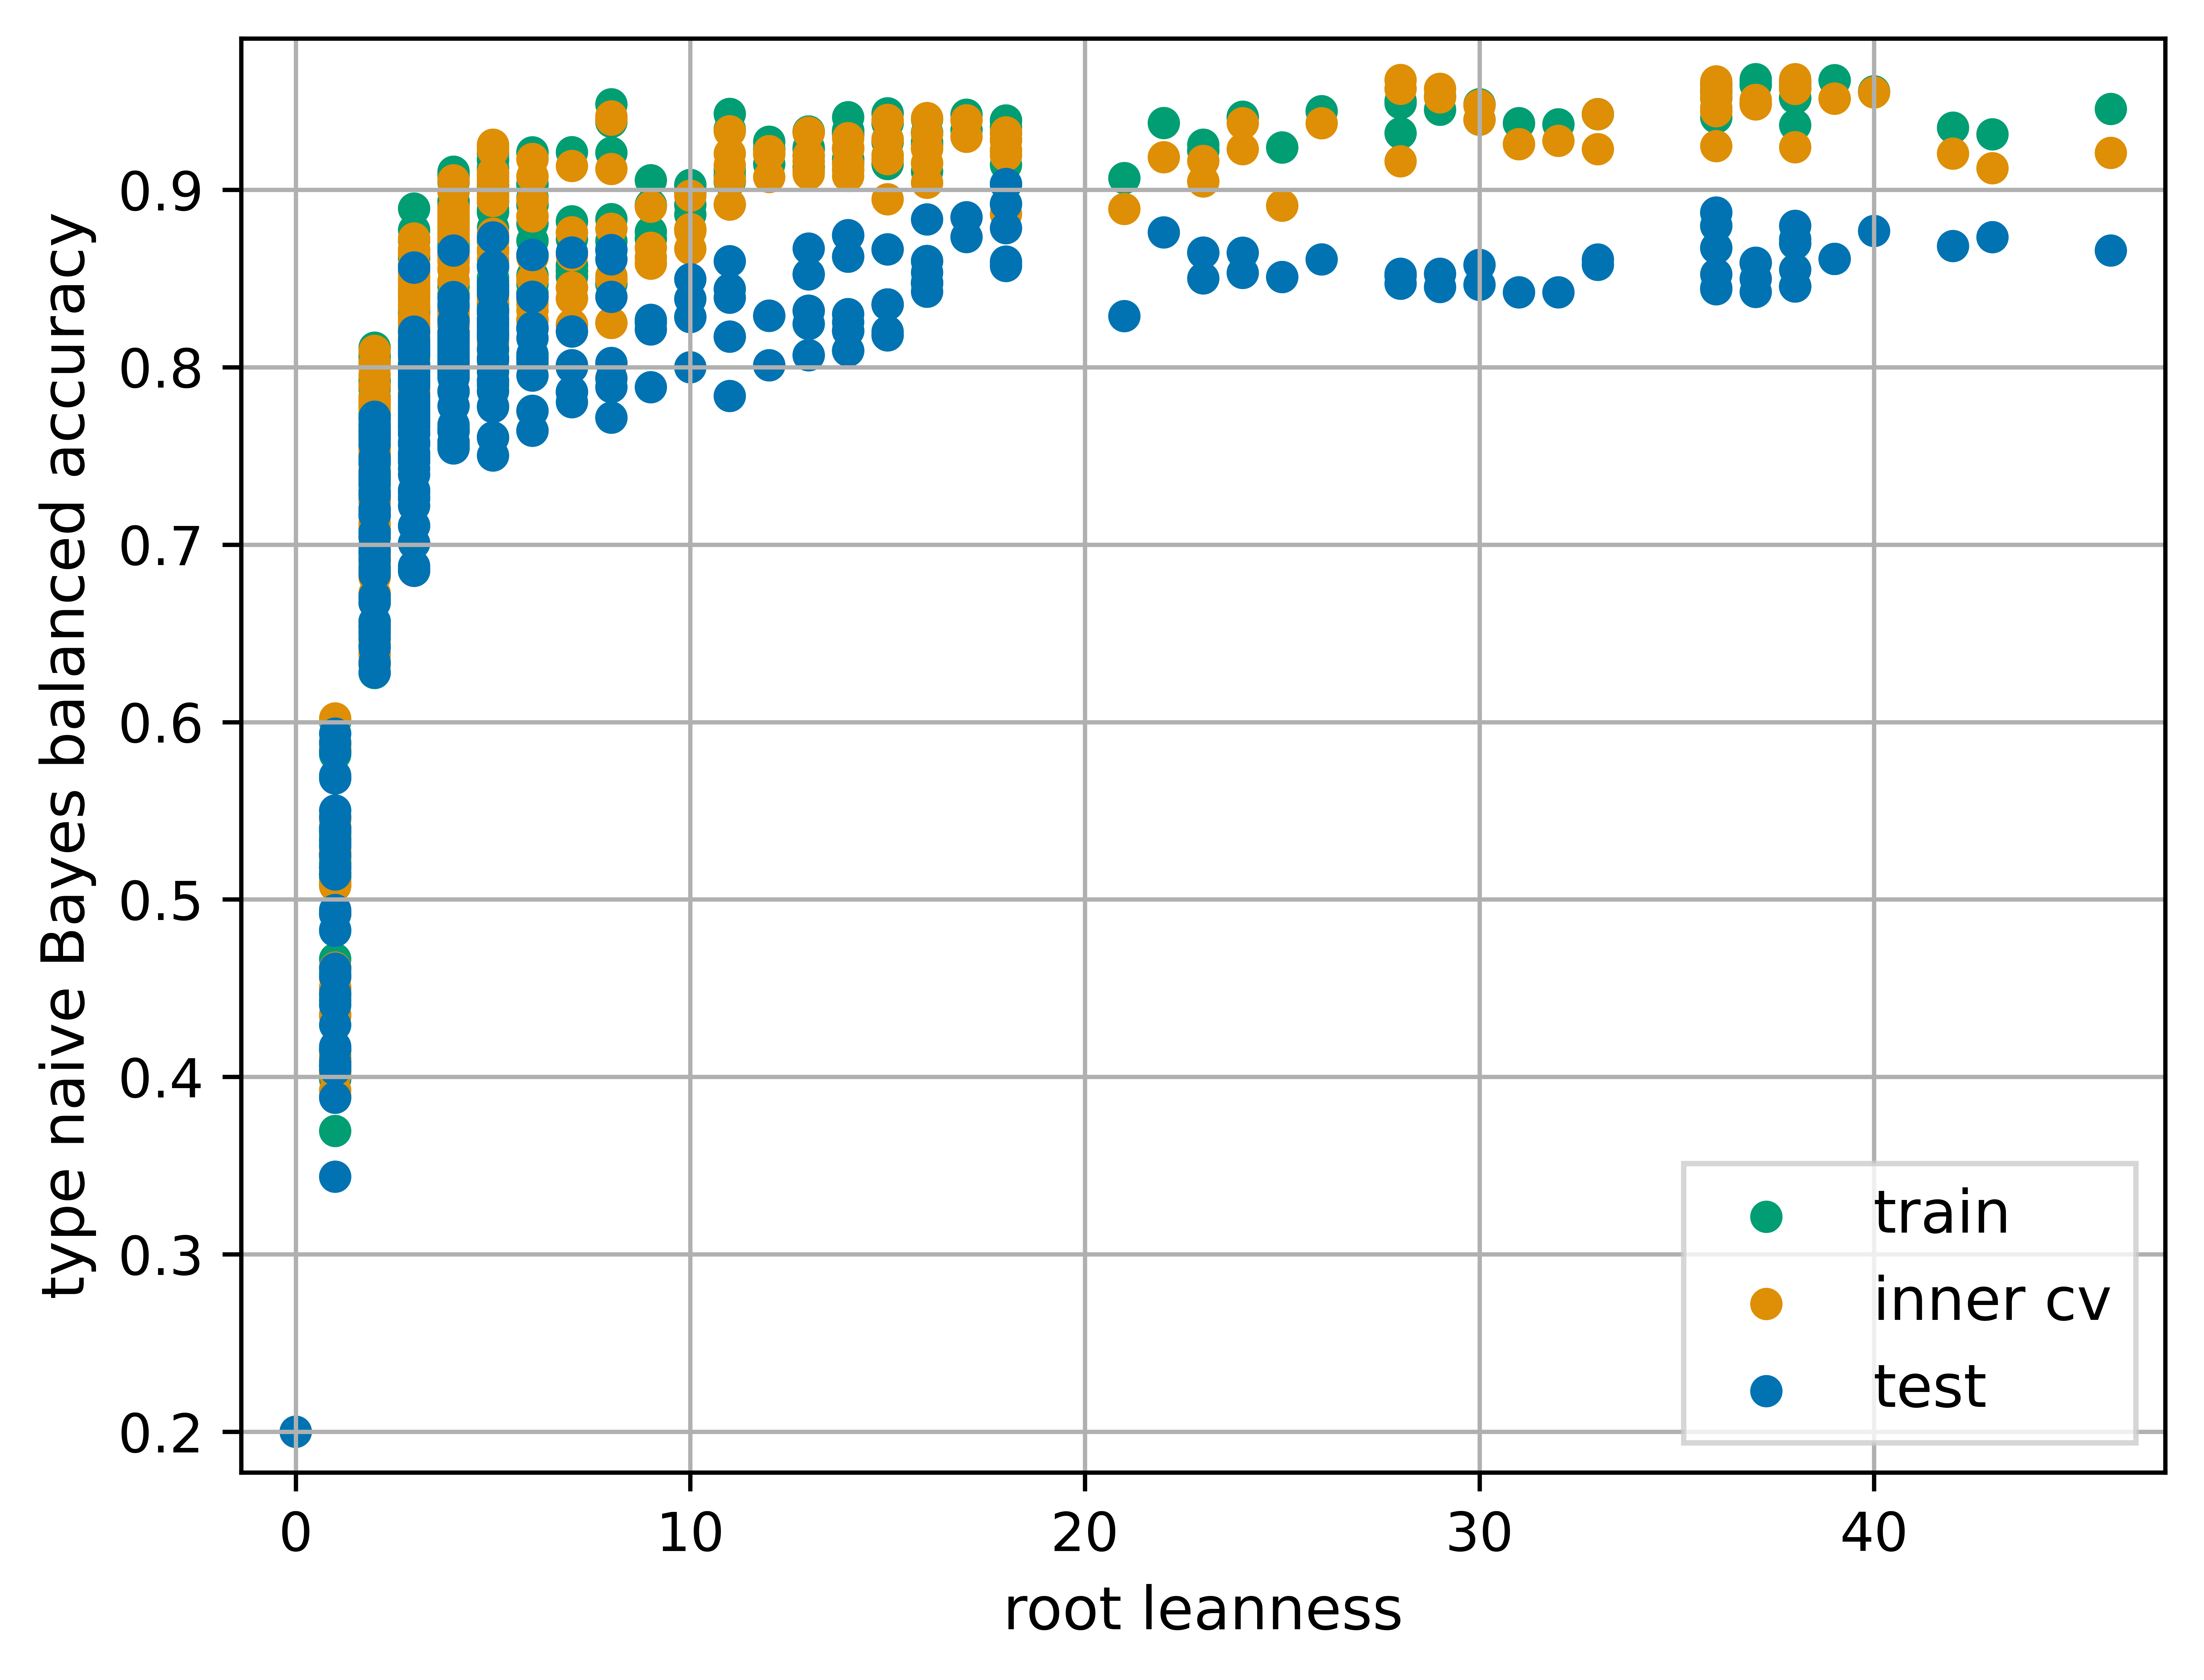 type naive Bayes balanced accuracy
0.9
0.8
0.7
0.6
0.5
0.4
0.3
0.2
train
inner cv
test
0 10 20 30 40
root leanness